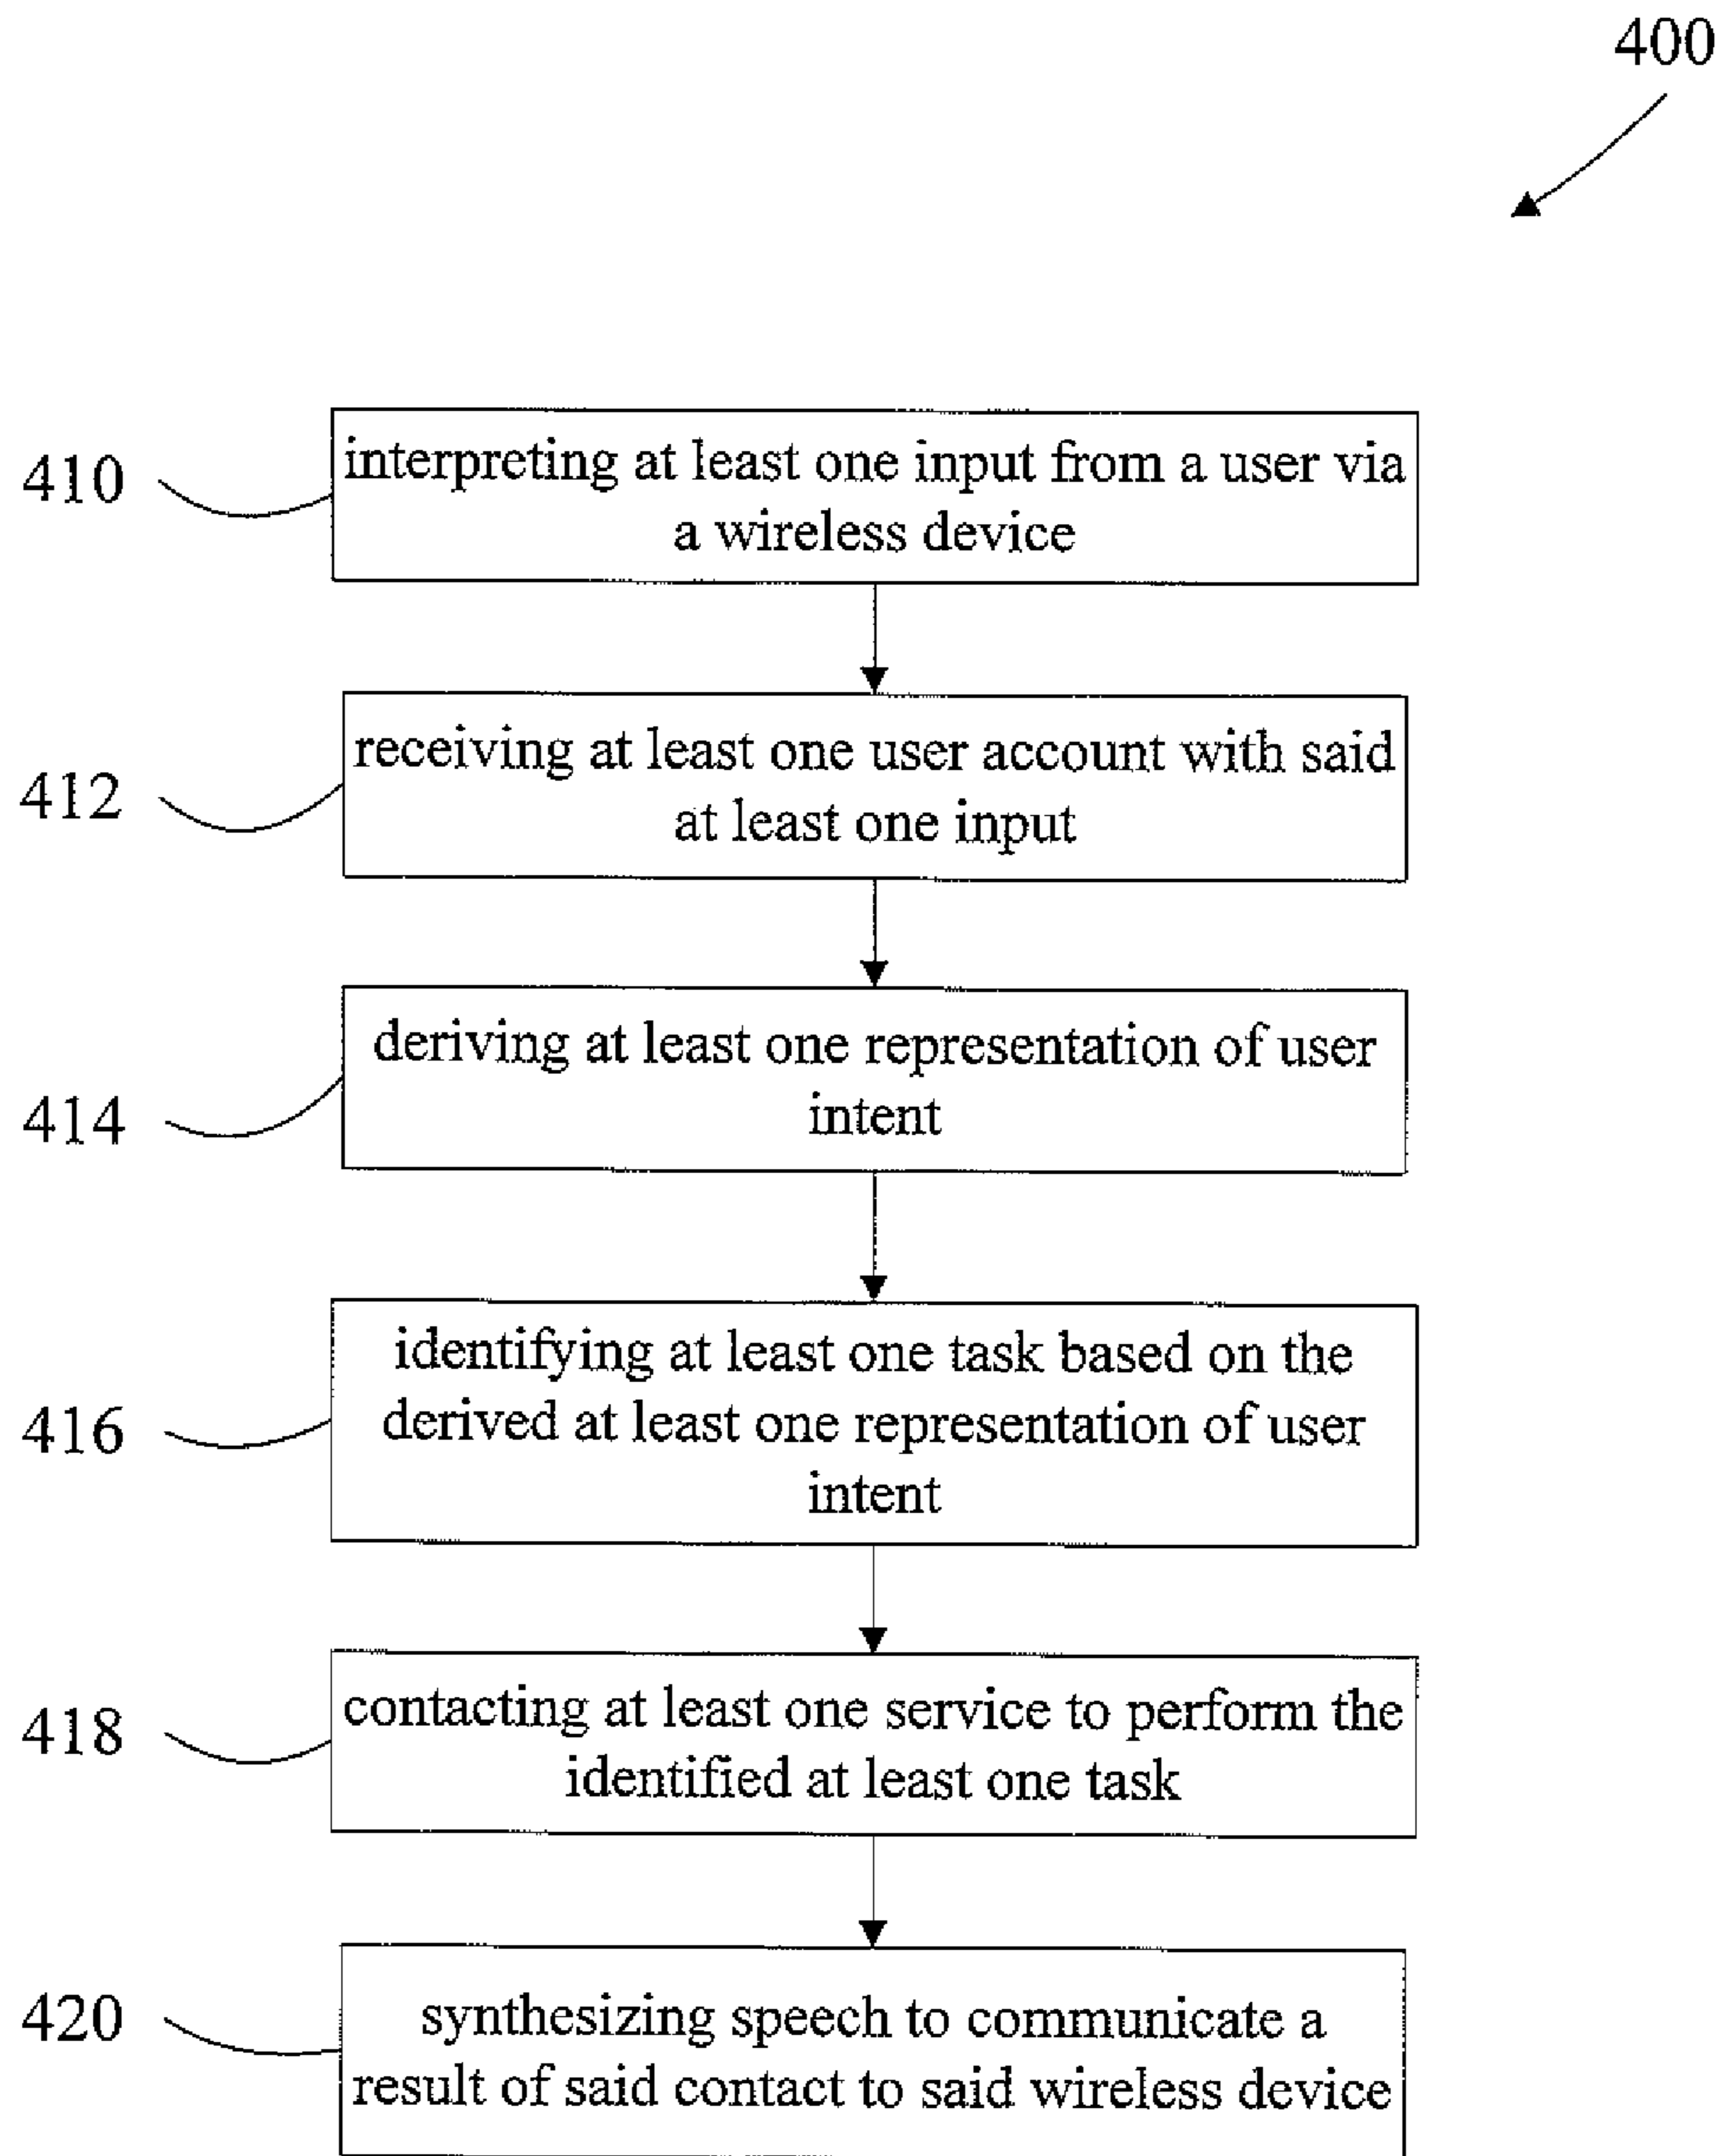 400
410
interpreting at least one input from a user via
a wireless device
412
receiving at least one user account with said
at least one input
414
deriving at least one representation of user
intent
416
identifying at least one task based on the
derived at least one representation of user
intent
418
contacting at least one service to perform the
identified at least one task
420
synthesizing speech to communicate a
result of said contact to said wireless device